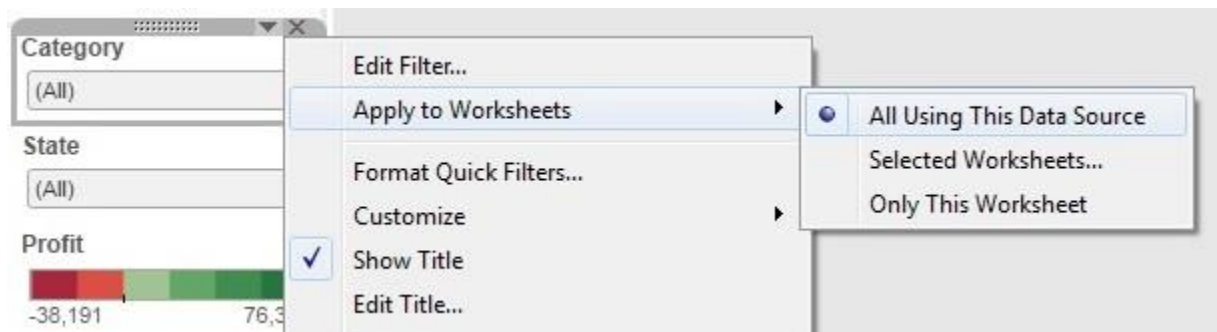 Category
(All)
State
(All)
Profit
-38,191
Edit Filter...
Apply to Worksheets
Format Quick Filters...
Customize
Show Title
Edit Title...
All Using This Data Source
Selected Worksheets...
Only This Worksheet